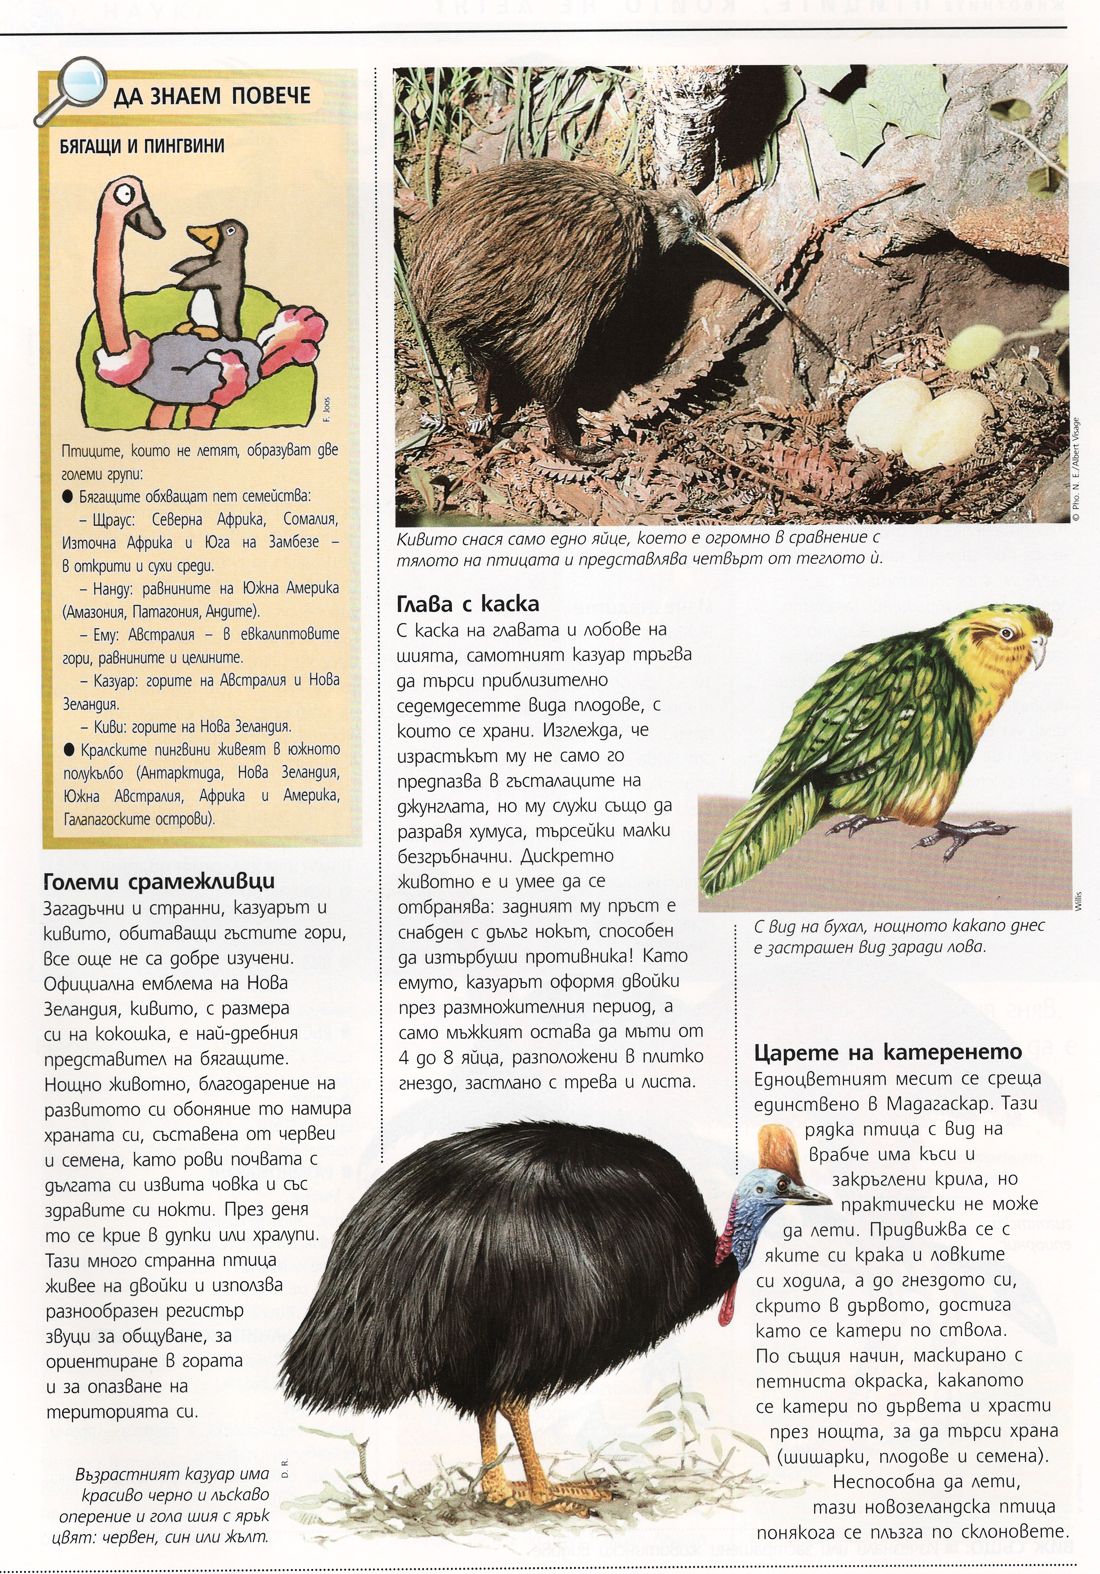 ДА ЗНАЕМ ПОВЕЧЕ
БЯГАЩИ И ПИНГВИНИ
F. Joos
Птиците, които не летят, образуват две
големи групи:
● Бягащите обхващат пет семейства:
– Щраус: Северна Африка, Сомалия,
Източна Африка и Юга на Замбезе –
в открити и сухи среди.
– Нанду: равнините на Южна Америка
(Амазония, Патагония, Андите).
– Ему: Австралия – в евкалиптовите
гори, равнините и целините.
– Казуар: горите на Австралия и Нова
Зеландия.
– Киви: горите на Нова Зеландия.
● Кралските пингвини живеят в южното
полукълбо (Антарктида, Нова Зеландия,
Южна Австралия, Африка и Америка,
Галапагоските острови).
Големи срамежливци
Загадъчни и странни, казуарът и
кивито, обитаващи гъстите гори,
все още не са добре изучени.
Официална емблема на Нова
Зеландия, кивито, с размера
си на кокошка, е най-дребния
представител на бягащите.
Нощно животно, благодарение на
развитото си обоняние то намира
храната си, съставена от червеи
и семена, като рови почвата с
дългата си извита човка и със
здравите си нокти. През деня
то се крие в дупки или хралупи.
Тази много странна птица
живее на двойки и използва
разнообразен регистър
звуци за общуване, за
ориентиране в гората
и за опазване на
територията си.
Възрастният казуар има
красиво черно и лъскаво
оперение и гола шия с ярък
цвят: червен, син или жълт.
D. R.
© Pho. N. E./Albert Visage
Кивито снася само едно яйце, което е огромно в сравнение с
тялото на птицата и представлява четвърт от теглото ѝ.
Глава с каска
С каска на главата и лобове на
шията, самотният казуар тръгва
да търси приблизително
седемдесетте вида плодове, с
които се храни. Изглежда, че
израстъкът му не само го
предпазва в гъсталаците на
джунглата, но му служи също да
разравя хумуса, търсейки малки
безгръбначни. Дискретно
животно е и умее да се
отбранява: задният му пръст е
снабден с дълъг нокът, способен
да изтърбуши противника! Като
емуто, казуарът оформя двойки
през размножителния период, а
само мъжкият остава да мъти от
4 до 8 яйца, разположени в плитко
гнездо, застлано с трева и листа.
Willis
С вид на бухал, нощното какапо днес
е застрашен вид заради лова.
Царете на катеренето
Едноцветният месит се среща
единствено в Мадагаскар. Тази
рядка птица с вид на
врабче има къси и
закръглени крила, но
практически не може
да лети. Придвижва се с
яките си крака и ловките
си ходила, а до гнездото си,
скрито в дървото, достига
като се катери по ствола.
По същия начин, маскирано с
петниста окраска, какапото
се катери по дървета и храсти
през нощта, за да търси храна
(шишарки, плодове и семена).
Неспособна да лети,
тази новозеландска птица
понякога се плъзга по склоновете.